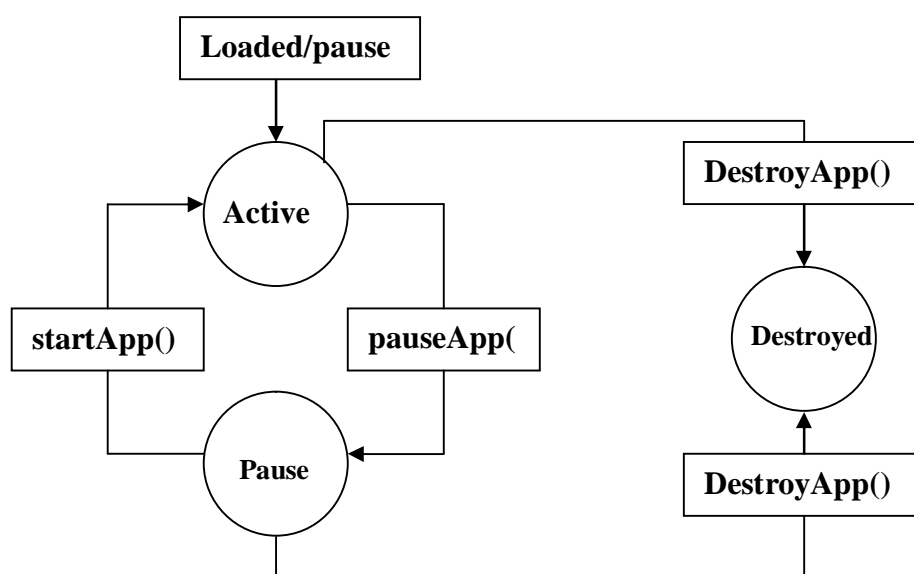 Loaded/pause
DestroyApp()
Active
startApp()
pauseApp(
Destroyed
Pause
DestroyApp()